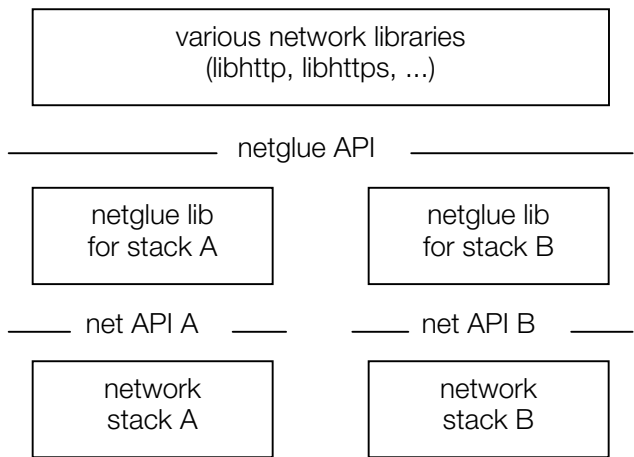 various network libraries
(libhttp, libhttps, ...)
netglue API
netglue lib
for stack A
netglue lib
for stack B
net API A
net API B
network
stack A
network
stack B